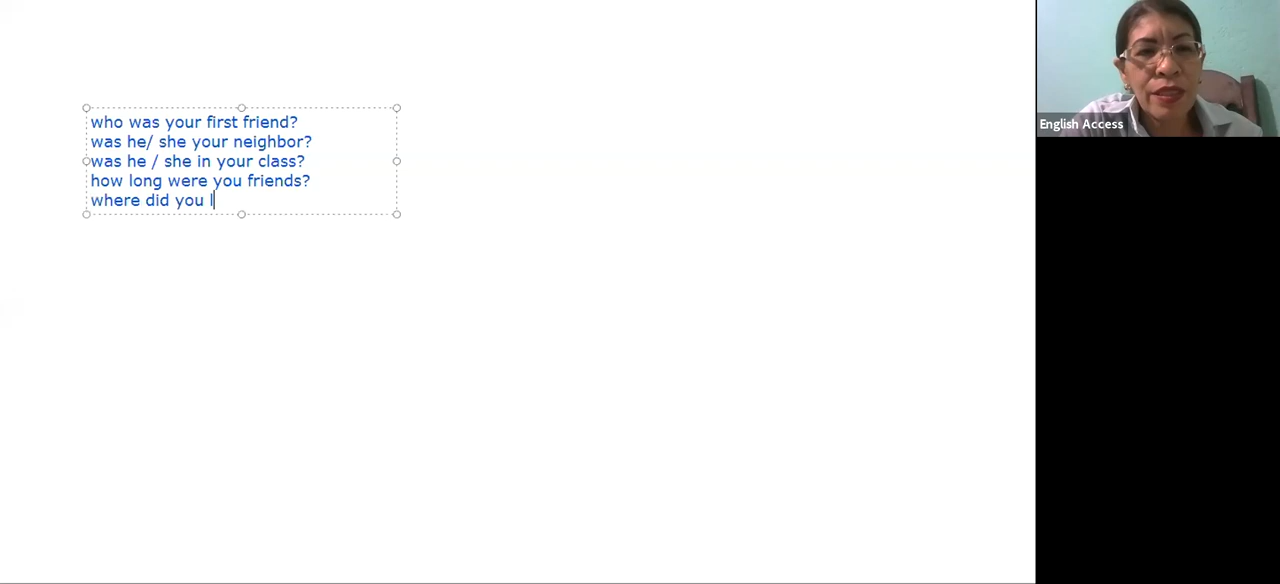 who was your first friend?
was he/ she your neighbor?
was he / she in your class?
how long were you friends?
where did you l
English Access